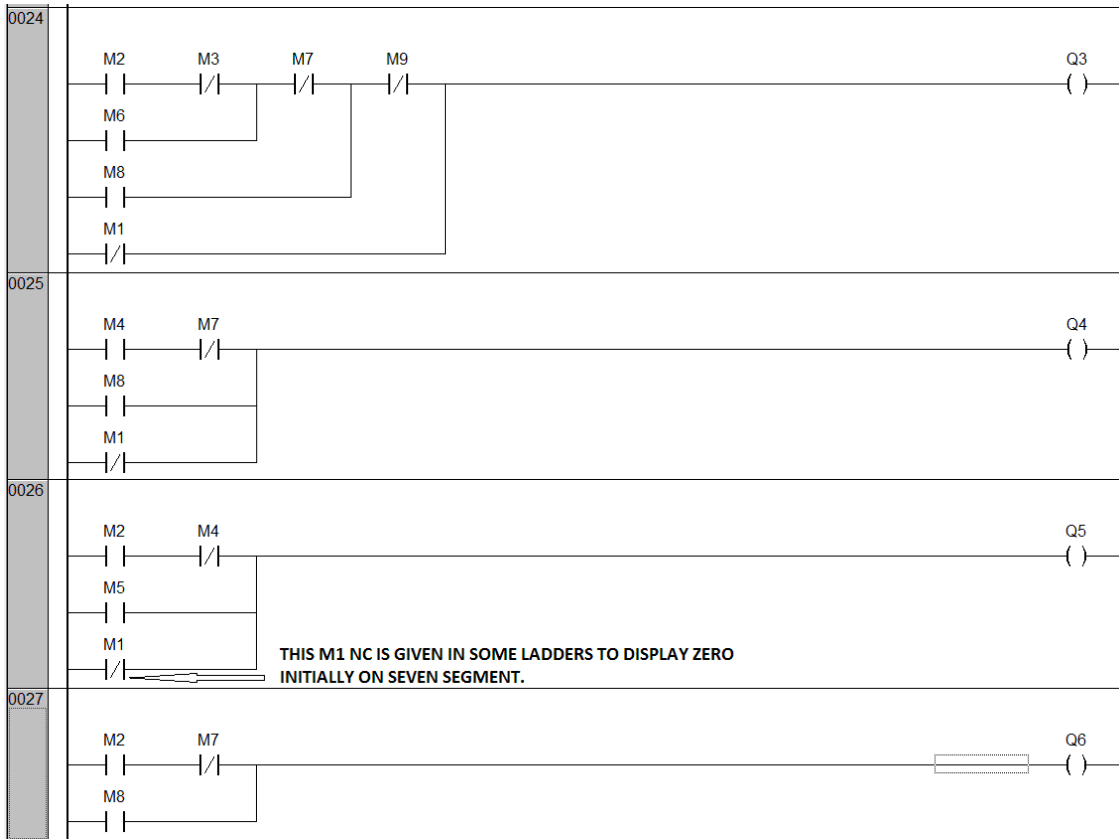 0024
M2 M3 M7 M9 Q3
M6
M8
M1
0025
M4 M7 Q4
M8
M1
0026
M2 M4 Q5
M5
M1
THIS M1 NC IS GIVEN IN SOME LADDERS TO DISPLAY ZERO
INITIALLY ON SEVEN SEGMENT.
0027
M2 M7 Q6
M8